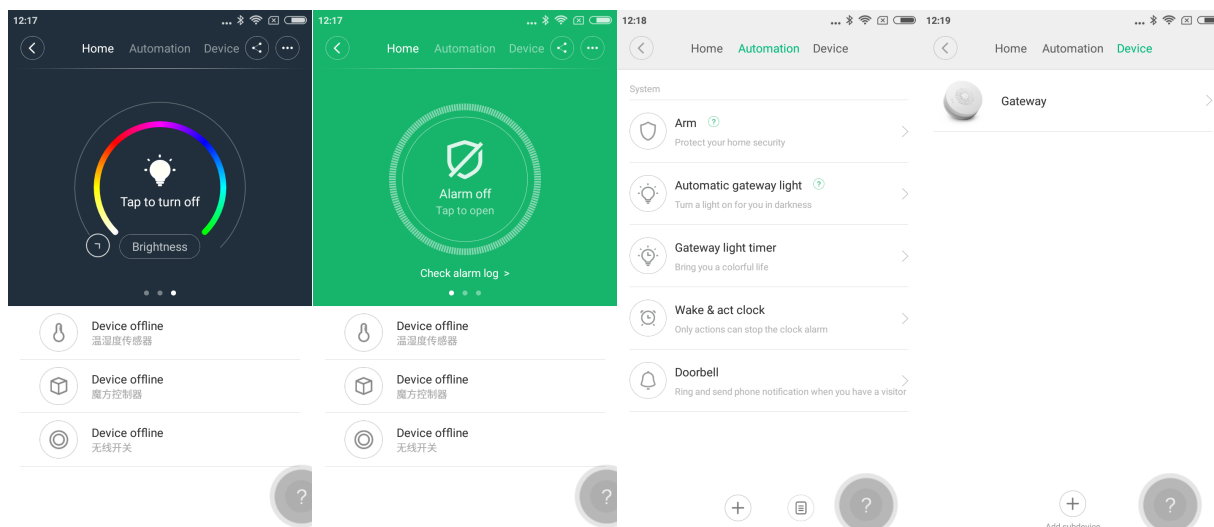 12:17
Home Automation Device
Tap to turn off
Brightness
Device offline
温湿度传感器
Device offline
魔方控制器
Device offline
无线开关
?
12:17
Home Automation Device
Alarm off
Tap to open
Check alarm log >
Device offline
温湿度传感器
Device offline
魔方控制器
Device offline
无线开关
?
12:18
Home Automation Device
System
Arm ?
Protect your home security
Automatic gateway light ?
Turn a light on for you in darkness
Gateway light timer
Bring you a colorful life
Wake & act clock
Only actions can stop the clock alarm
Doorbell
Ring and send phone notification when you have a visitor
?
12:19
Home Automation Device
Gateway
Add subdevice
?